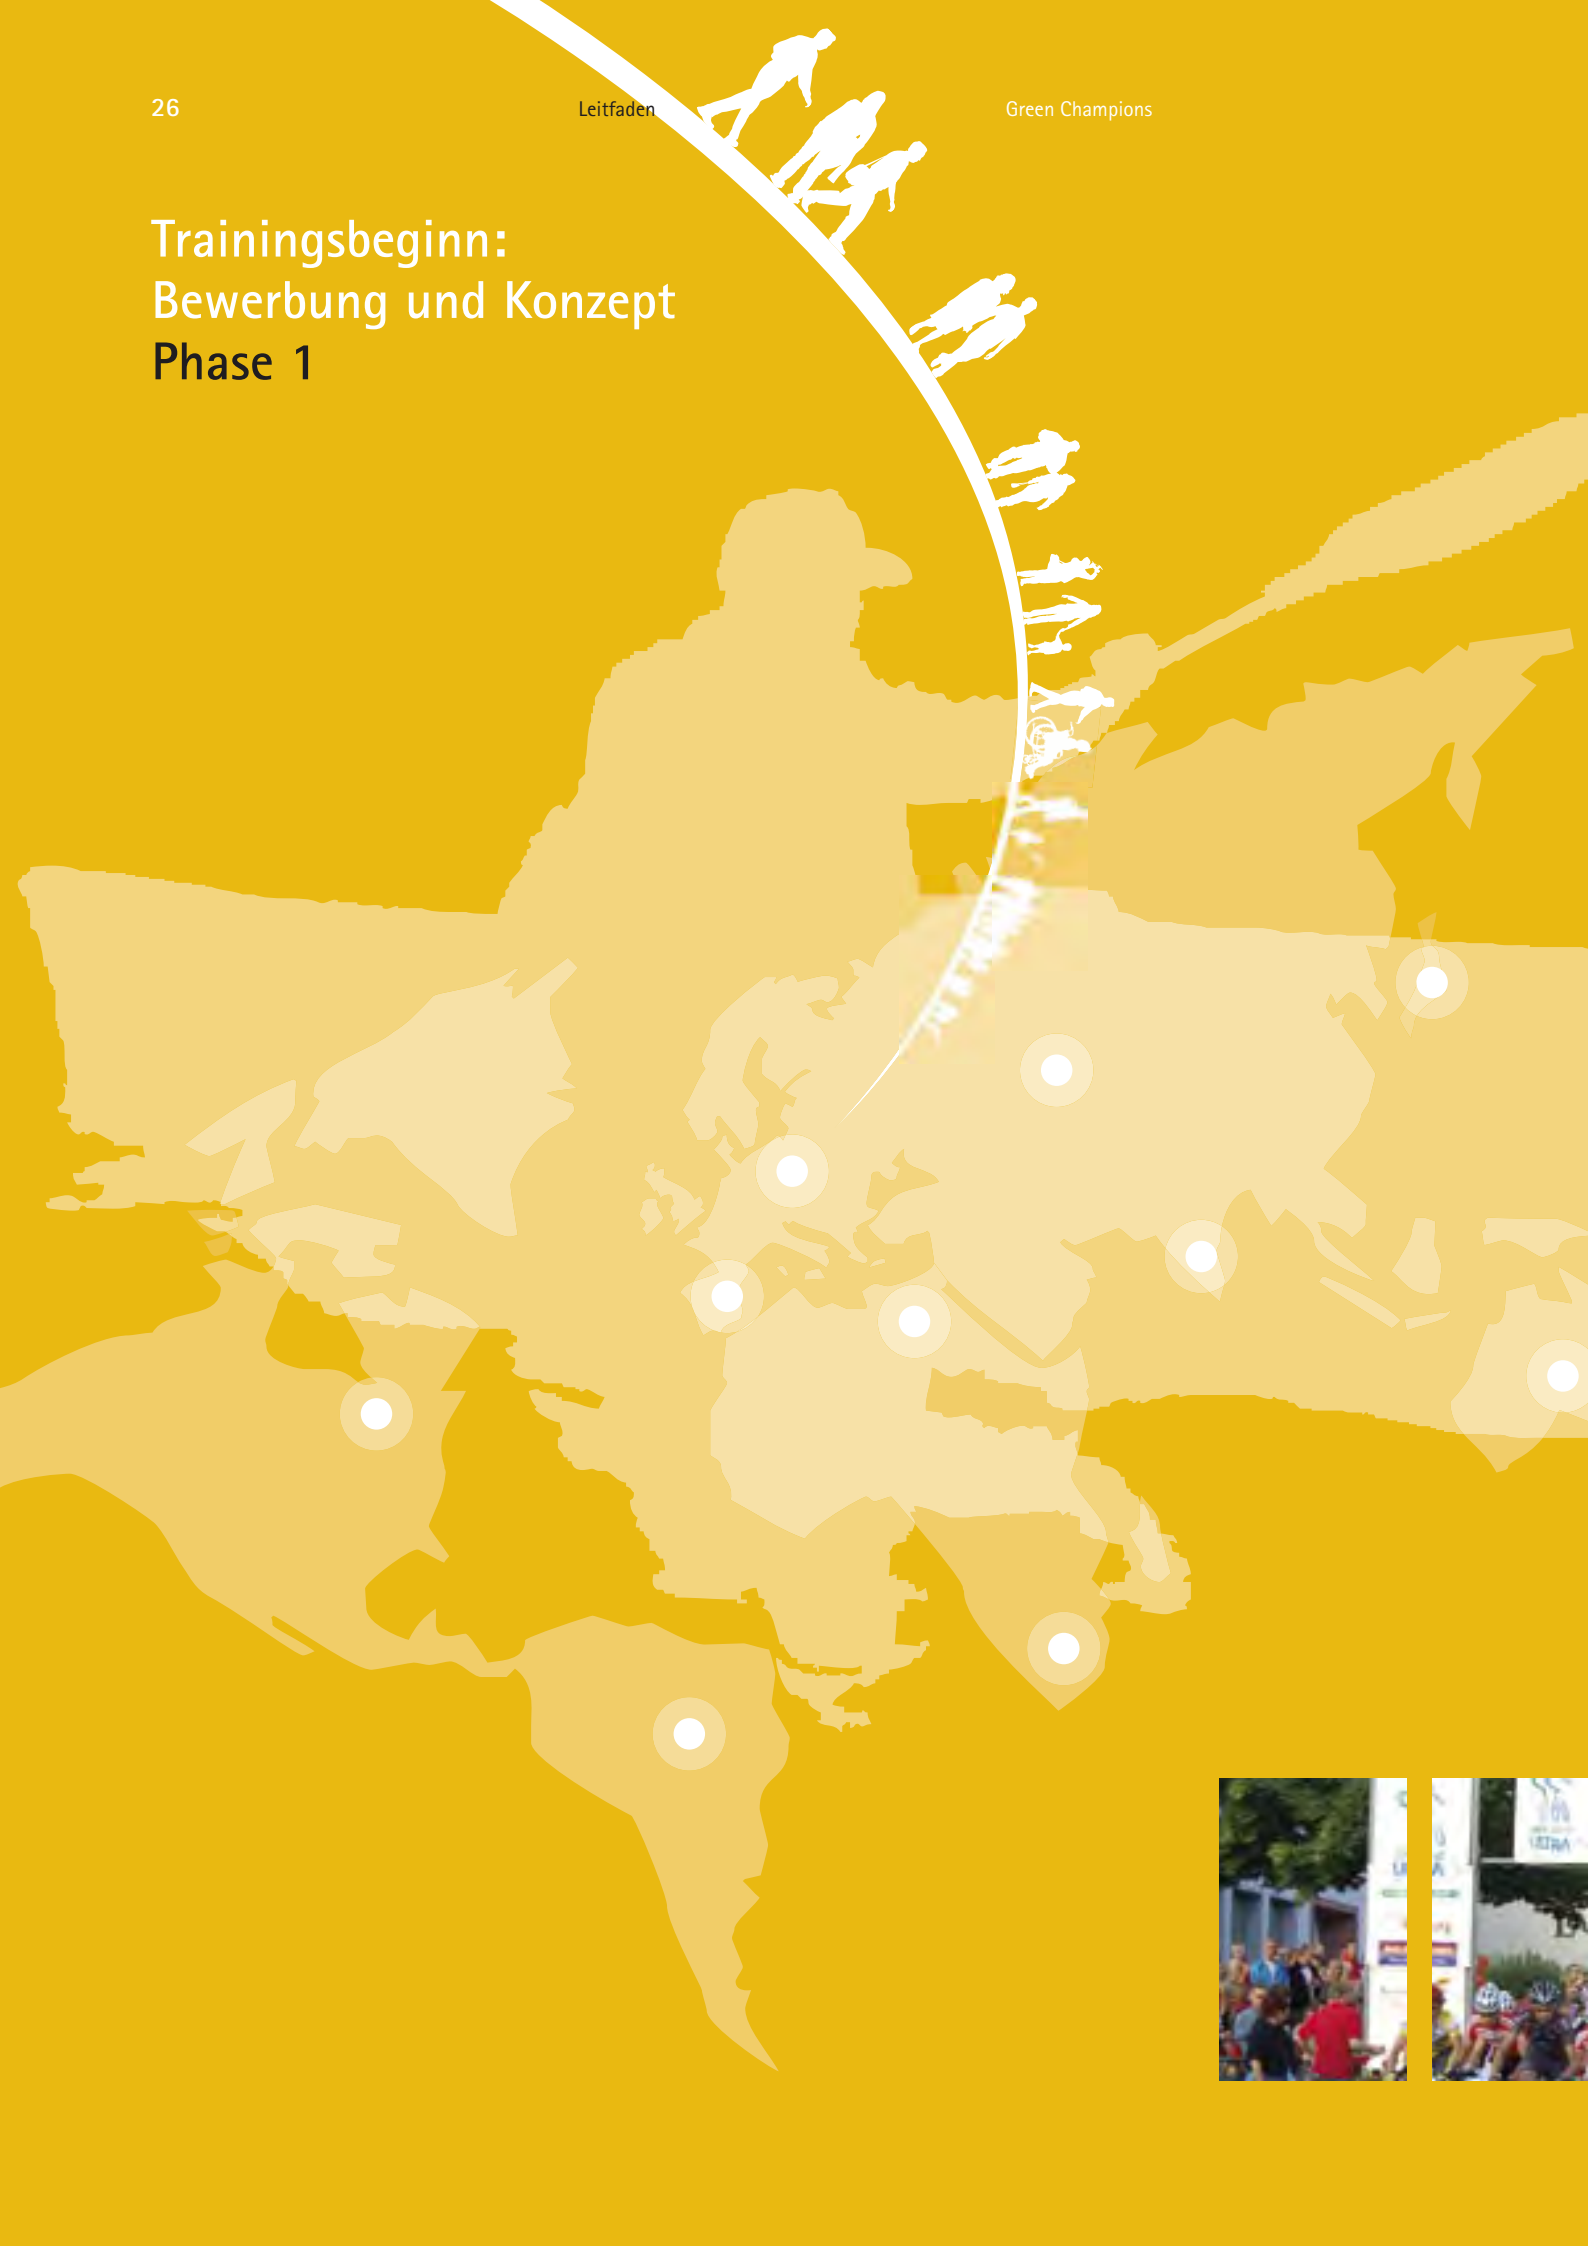 26
Leitfaden
Green Champions
Trainingsbeginn:
Bewerbung und Konzept
Phase 1